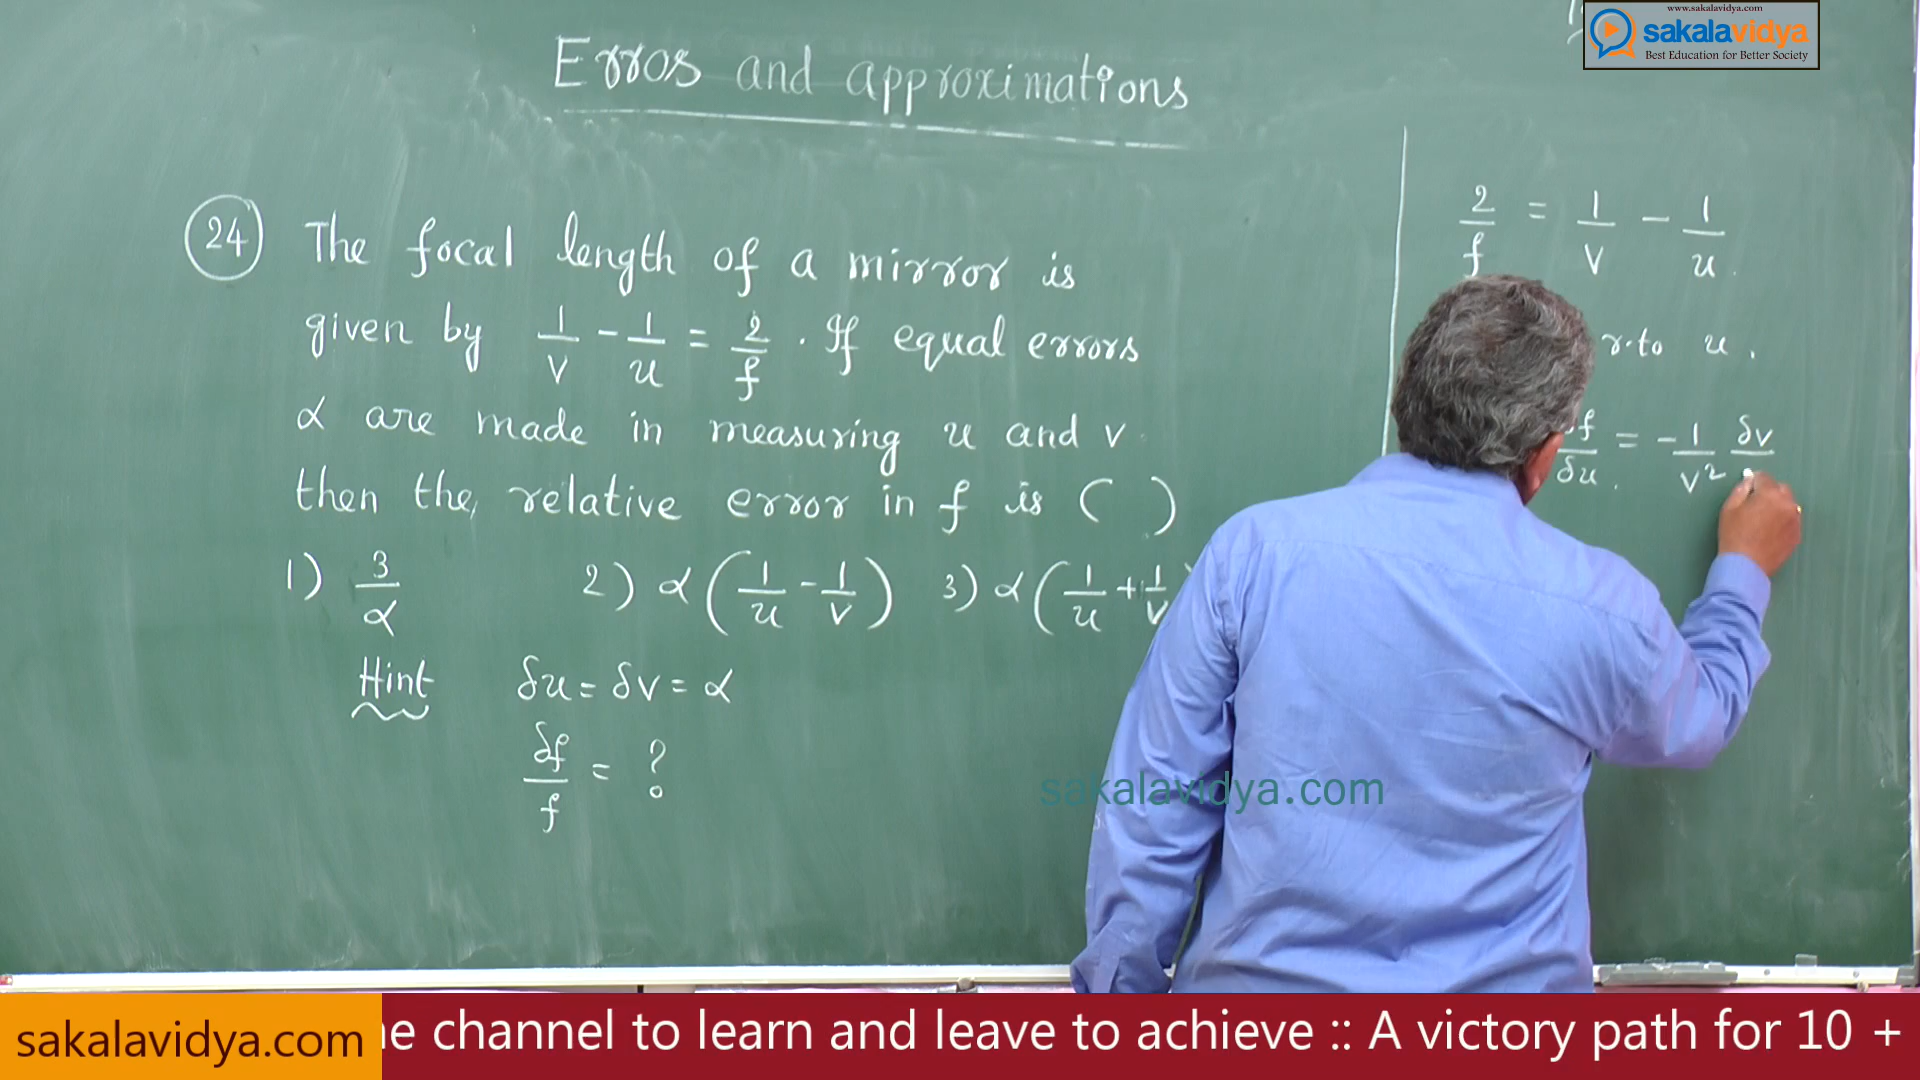 www.sakalavidya.com
sakalavidya
Best Education for Better Society
Erros and approximations
24 The focal length of a mirror is
given by 1/v - 1/u = 2/f . If equal errors
α are made in measuring u and v
then the relative error in f is ( )
1) 3/α 2) α(1/u - 1/v) 3) α(1/u + 1/v
Hint δu = δv = α
δf/f = ?
2/f = 1/v - 1/u .
r.to u .
f/δu . = -1/v² δv
sakalavidya.com
sakalavidya.com
channel to learn and leave to achieve :: A victory path for 10 +